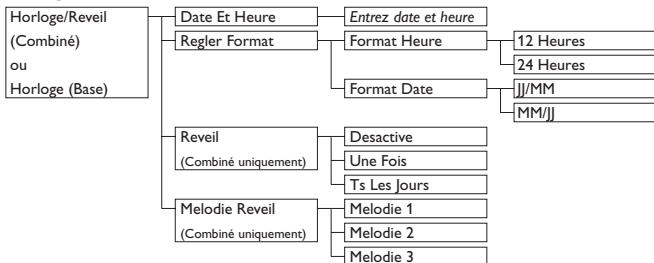 Horloge/Reveil
(Combiné)
ou
Horloge (Base)
Date Et Heure
Entrez date et heure
Regler Format
Format Heure
12 Heures
24 Heures
Format Date
JJ/MM
MM/JJ
Reveil
(Combiné uniquement)
Desactive
Une Fois
Ts Les Jours
Melodie Reveil
(Combiné uniquement)
Melodie 1
Melodie 2
Melodie 3